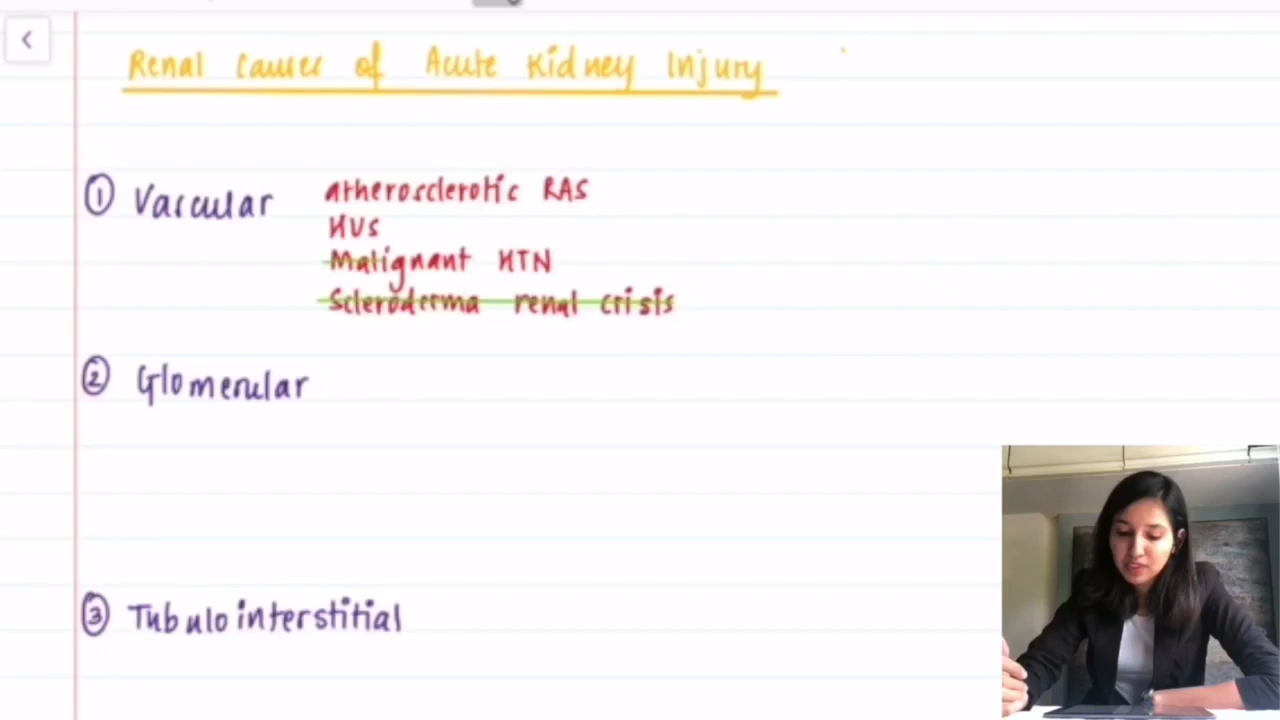 Renal Causes of Acute Kidney Injury
① Vascular atherosclerotic RAS
HUS
Malignant HTN
Scleroderma renal crisis
② Glomerular
③ Tubulointerstitial